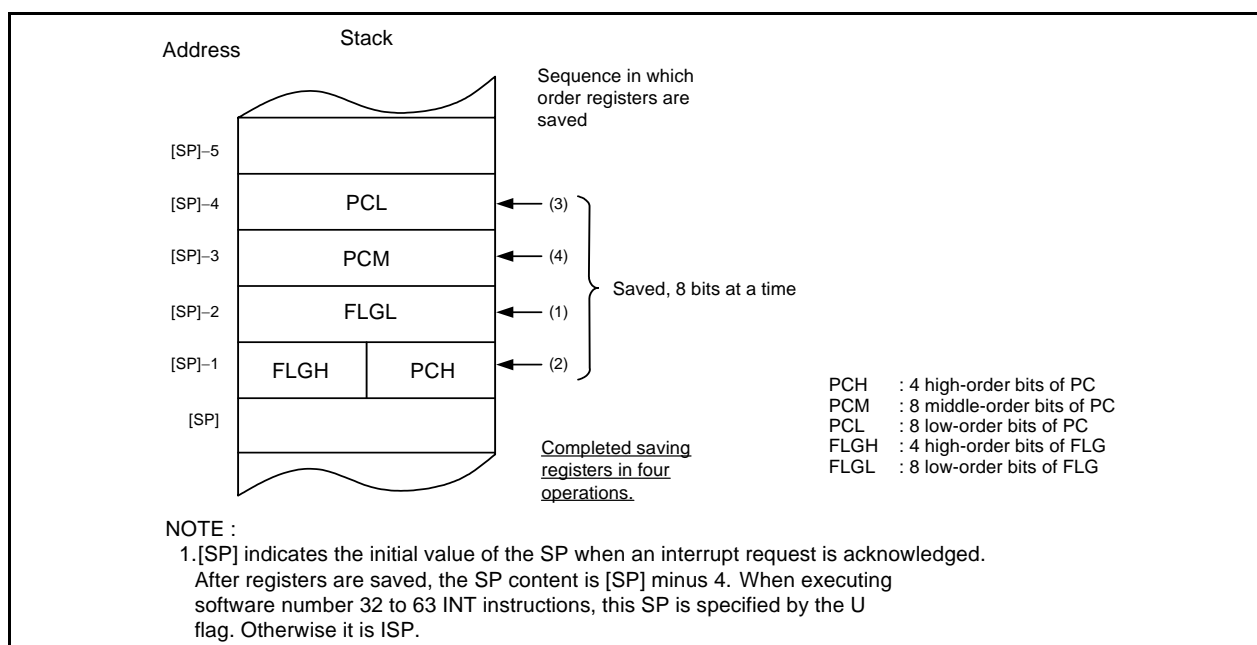 Address
Stack
Sequence in which
order registers are
saved
[SP]−5
[SP]−4
PCL
(3)
[SP]−3
PCM
(4)
Saved, 8 bits at a time
[SP]−2
FLGL
(1)
[SP]−1
FLGH
PCH
(2)
[SP]
PCH : 4 high-order bits of PC
PCM : 8 middle-order bits of PC
PCL : 8 low-order bits of PC
FLGH : 4 high-order bits of FLG
FLGL : 8 low-order bits of FLG
Completed saving
registers in four
operations.
NOTE :
1.[SP] indicates the initial value of the SP when an interrupt request is acknowledged.
After registers are saved, the SP content is [SP] minus 4. When executing
software number 32 to 63 INT instructions, this SP is specified by the U
flag. Otherwise it is ISP.